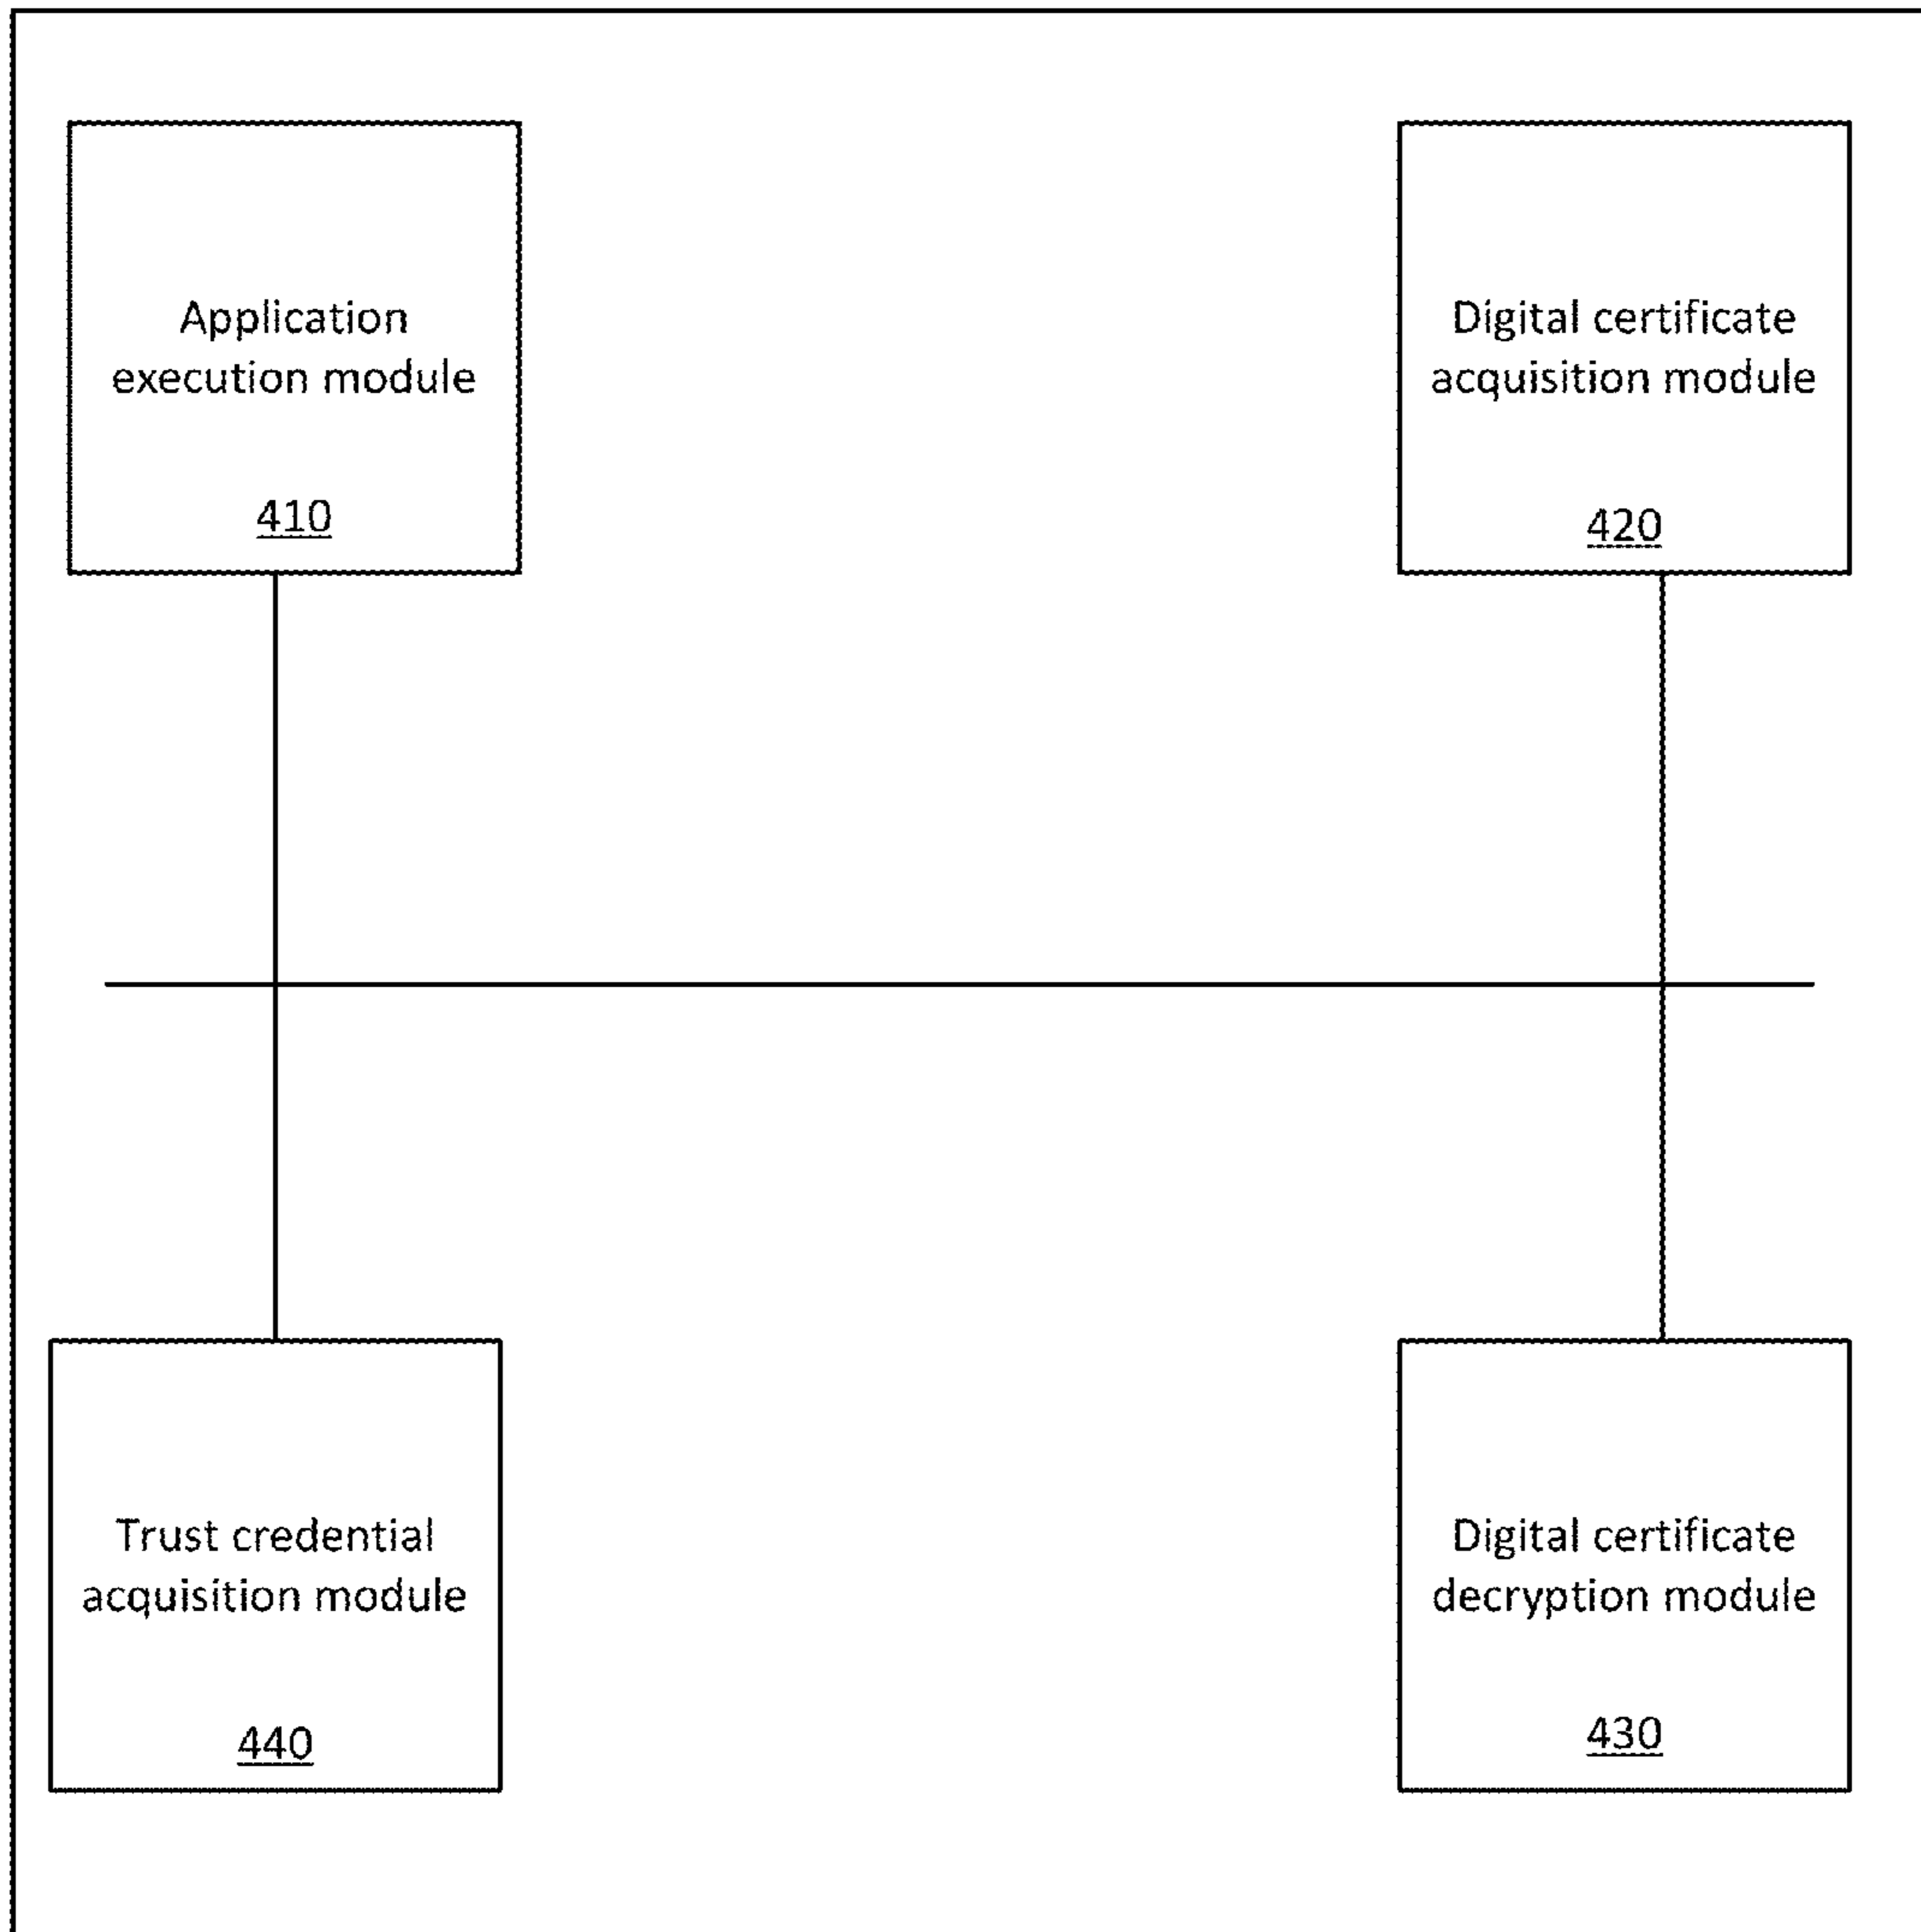 Application
execution module
410
Digital certificate
acquisition module
420
Trust credential
acquisition module
440
Digital certificate
decryption module
430